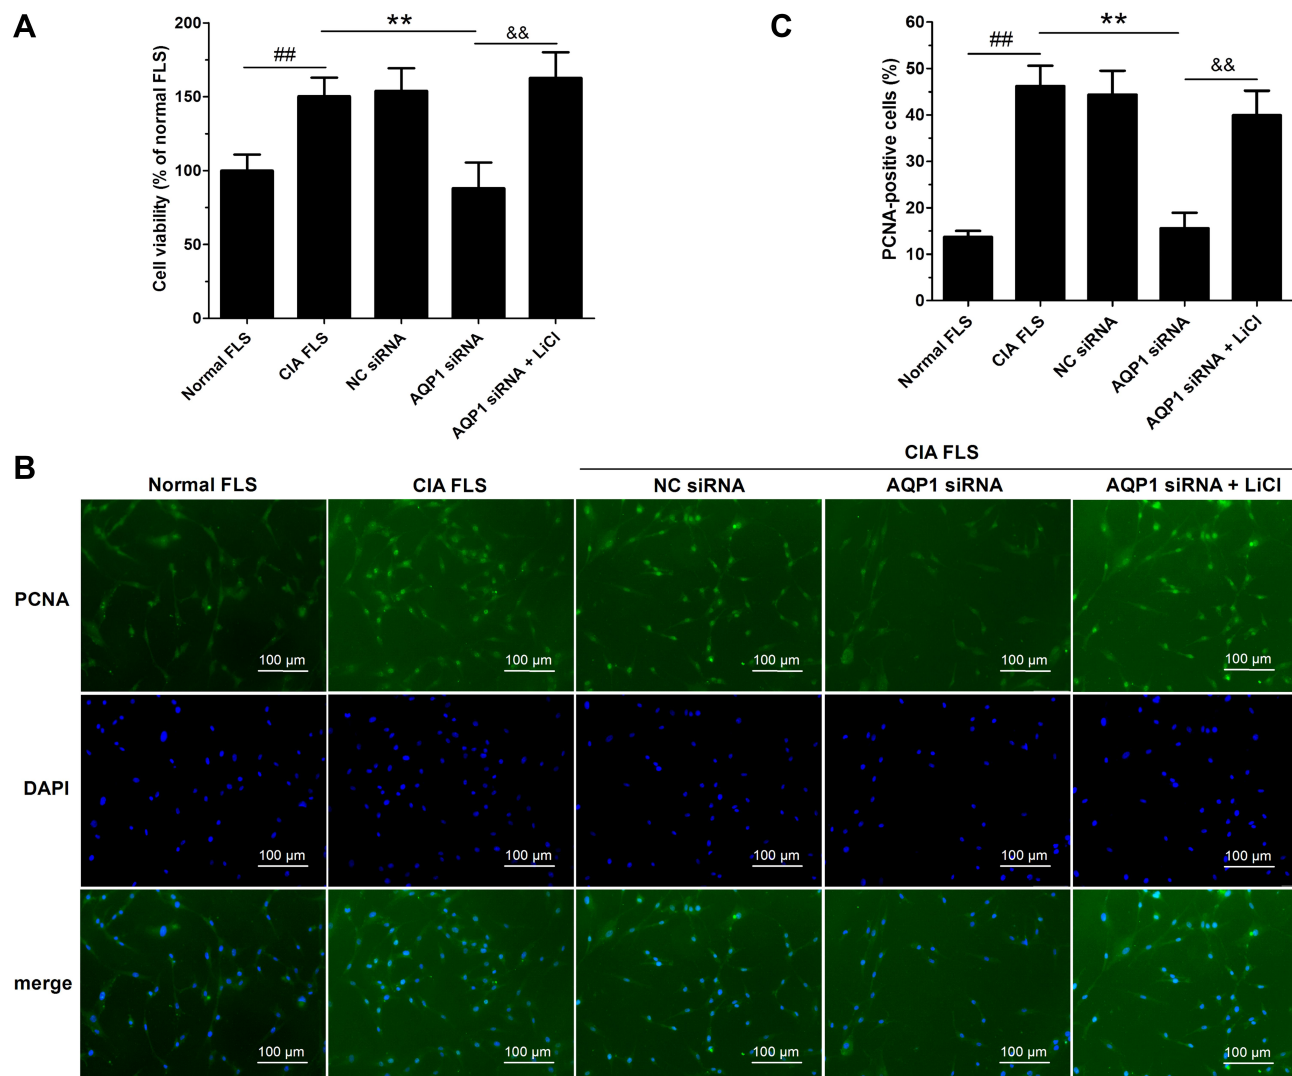 A
Cell viability (% of normal FLS)
200
150
100
50
0
##
**
&&
Normal FLS
CIA FLS
NC siRNA
AQP1 siRNA
AQP1 siRNA + LiCl
C
PCNA-positive cells (%)
60
50
40
30
20
10
0
##
**
&&
Normal FLS
CIA FLS
NC siRNA
AQP1 siRNA
AQP1 siRNA + LiCl
B
CIA FLS
Normal FLS
CIA FLS
NC siRNA
AQP1 siRNA
AQP1 siRNA + LiCl
PCNA
100 µm
100 µm
100 µm
100 µm
100 µm
DAPI
100 µm
100 µm
100 µm
100 µm
100 µm
merge
100 µm
100 µm
100 µm
100 µm
100 µm